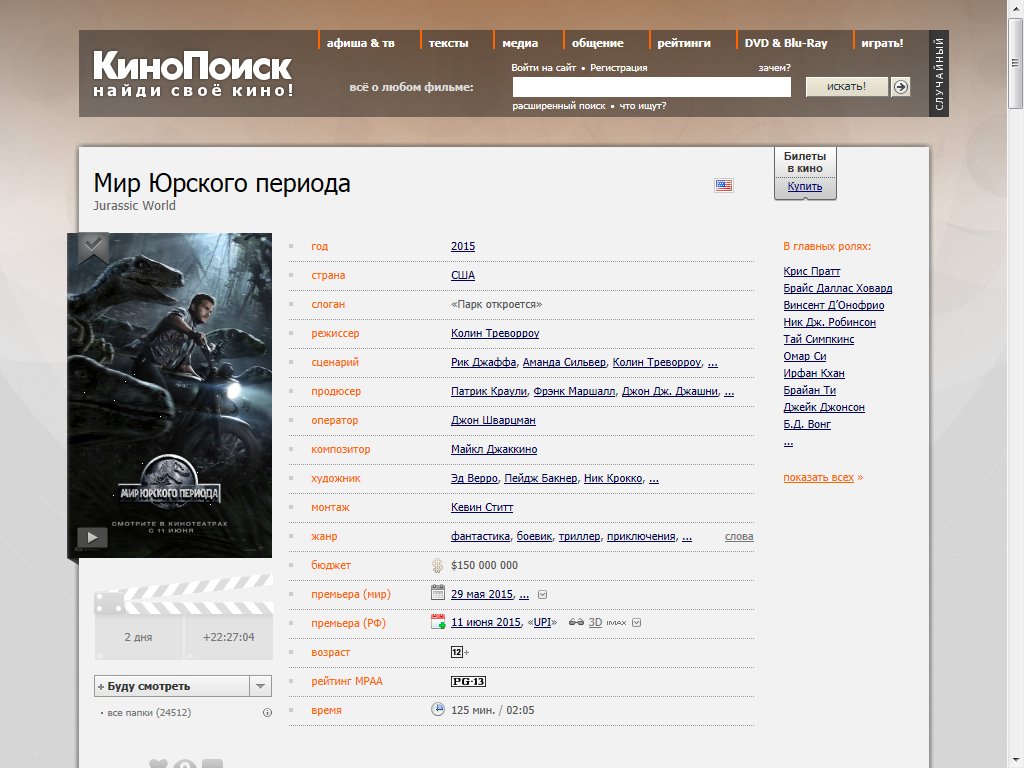 афиша & тв тексты медиа общение рейтинги DVD & Blu-Ray играть!
КиноПоиск
найди своё кино!
Войти на сайт • Регистрация зачем?
всё о любом фильме: искать!
расширенный поиск • что ищут?
СЛУЧАЙНЫЙ
Билеты
в кино
Купить
Мир Юрского периода
Jurassic World
год 2015
страна США
слоган «Парк откроется»
режиссер Колин Треворроу
сценарий Рик Джаффа, Аманда Сильвер, Колин Треворроу, ...
продюсер Патрик Краули, Фрэнк Маршалл, Джон Дж. Джашни, ...
оператор Джон Шварцман
композитор Майкл Джаккино
художник Эд Верро, Пейдж Бакнер, Ник Крокко, ...
монтаж Кевин Ститт
жанр фантастика, боевик, триллер, приключения, ... слова
бюджет $150 000 000
премьера (мир) 29 мая 2015, ...
премьера (РФ) 11 июня 2015, «UPI» 3D IMAX
возраст 12+
рейтинг MPAA PG-13
время 125 мин. / 02:05
В главных ролях:
Крис Пратт
Брайс Даллас Ховард
Винсент Д’Онофрио
Ник Дж. Робинсон
Тай Симпкинс
Омар Си
Ирфан Кхан
Брайан Ти
Джейк Джонсон
Б.Д. Вонг
...
показать всех »
МИР ЮРСКОГО ПЕРИОДА
СМОТРИТЕ В КИНОТЕАТРАХ
С 11 ИЮНЯ
2 дня +22:27:04
+ Буду смотреть
• все папки (24512)